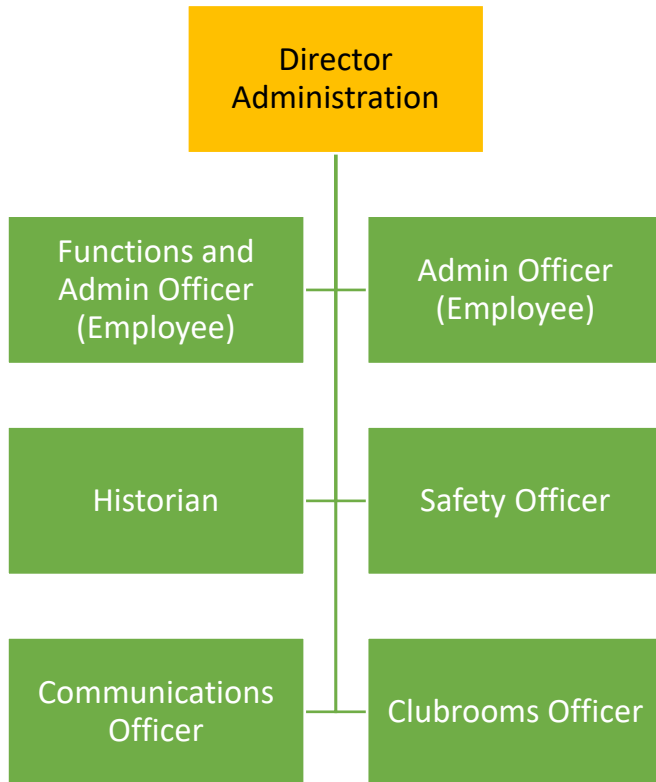 Director
Administration
Functions and
Admin Officer
(Employee)
Admin Officer
(Employee)
Historian
Safety Officer
Communications
Officer
Clubrooms Officer